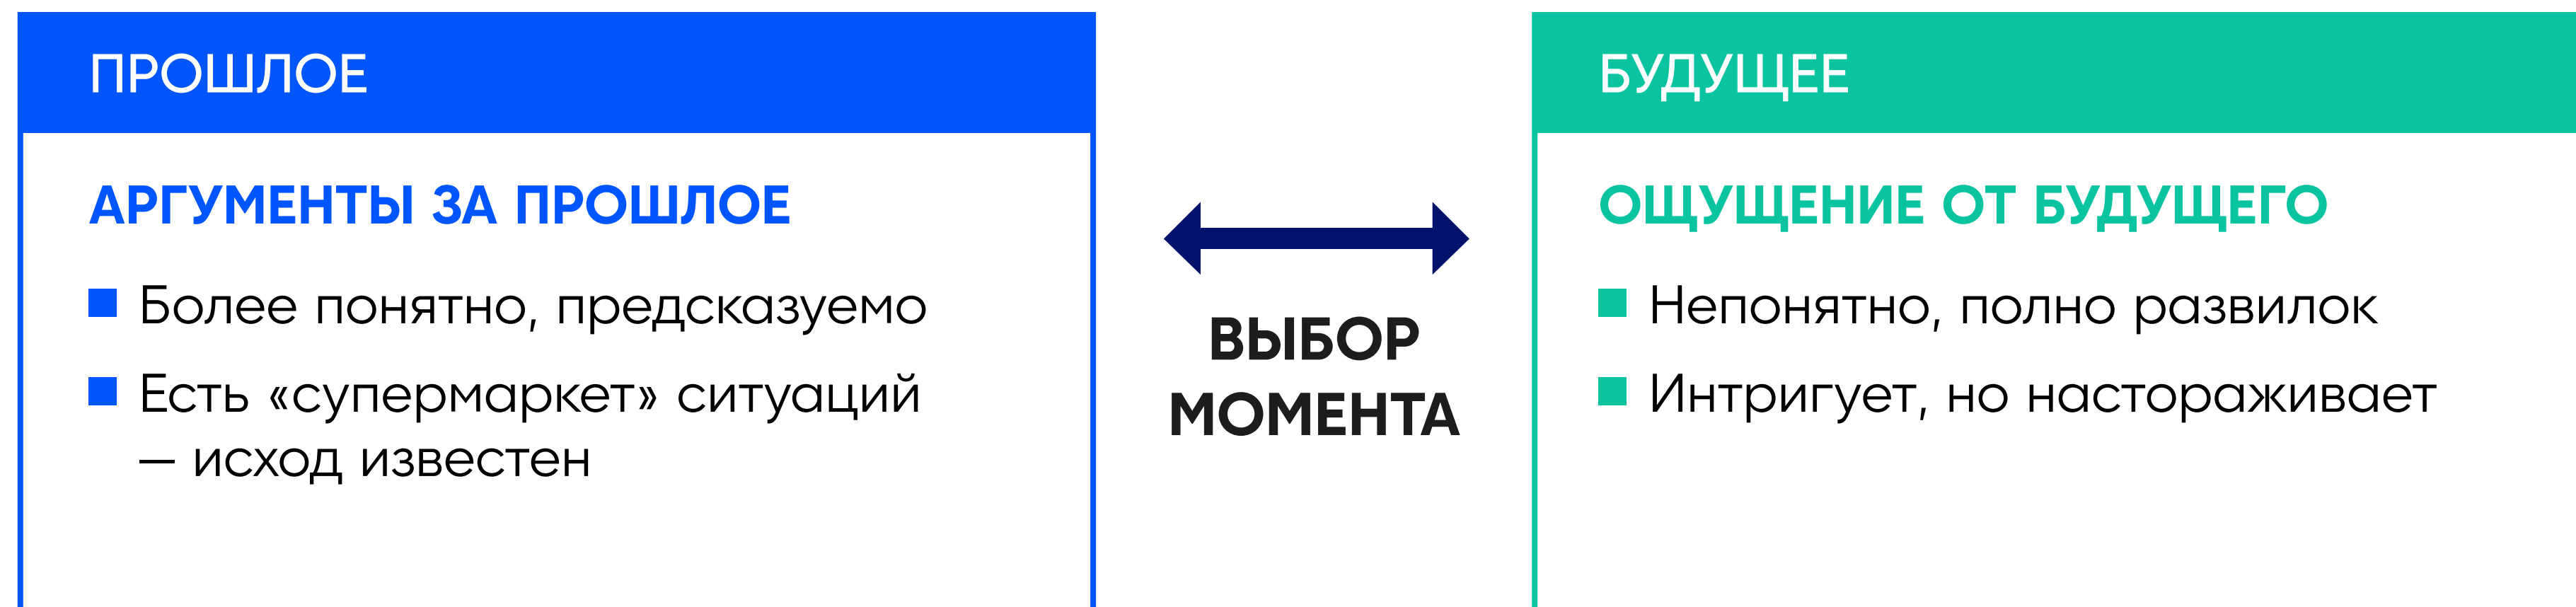 ПРОШЛОЕ
АРГУМЕНТЫ ЗА ПРОШЛОЕ
Более понятно, предсказуемо
Есть «супермаркет» ситуаций
— исход известен
ВЫБОР
МОМЕНТА
БУДУЩЕЕ
ОЩУЩЕНИЕ ОТ БУДУЩЕГО
Непонятно, полно развилок
Интригует, но настораживает